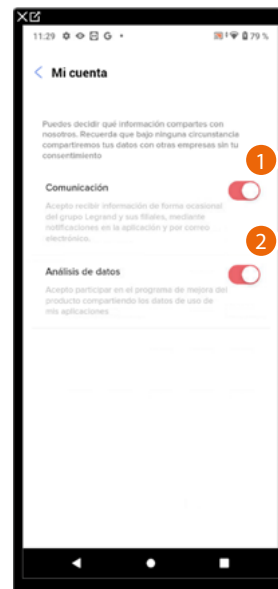 11:29
79 %
Mi cuenta
Puedes decidir qué información compartes con
nosotros. Recuerda que bajo ninguna circunstancia
compartiremos tus datos con otras empresas sin tu
consentimiento
1
Comunicación
Acepto recibir información de forma ocasional
del grupo Legrand y sus filiales, mediante
notificaciones en la aplicación y por correo
electrónico.
2
Análisis de datos
Acepto participar en el programa de mejora del
producto compartiendo los datos de uso de
mis aplicaciones